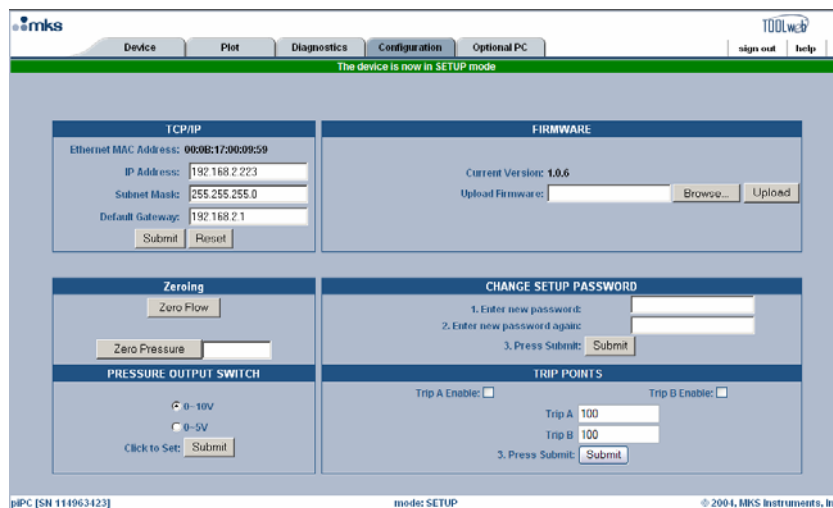 mks
TOOLweb
Device Plot Diagnostics Configuration Optional PC sign out help
The device is now in SETUP mode
TCP/IP
Ethernet MAC Address: 00:0B:17:00:09:59
IP Address: 192.168.2.223
Subnet Mask: 255.255.255.0
Default Gateway: 192.168.2.1
Submit Reset
FIRMWARE
Current Version: 1.0.6
Upload Firmware: Browse... Upload
Zeroing
Zero Flow
Zero Pressure
CHANGE SETUP PASSWORD
1. Enter new password:
2. Enter new password again:
3. Press Submit: Submit
PRESSURE OUTPUT SWITCH
0-10V
0-5V
Click to Set: Submit
TRIP POINTS
Trip A Enable: Trip B Enable:
Trip A 100
Trip B 100
3. Press Submit: Submit
piPC [SN 114963423] mode: SETUP © 2004, MKS Instruments, In